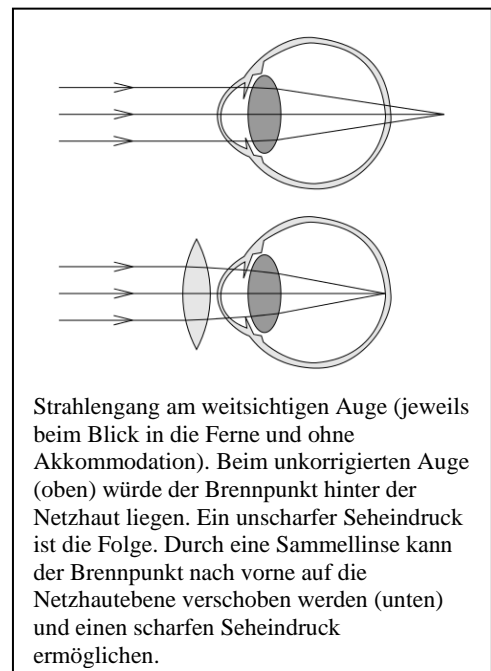 Strahlengang am weitsichtigen Auge (jeweils
beim Blick in die Ferne und ohne
Akkommodation). Beim unkorrigierten Auge
(oben) würde der Brennpunkt hinter der
Netzhaut liegen. Ein unscharfer Seheindruck
ist die Folge. Durch eine Sammellinse kann
der Brennpunkt nach vorne auf die
Netzhautebene verschoben werden (unten)
und einen scharfen Seheindruck
ermöglichen.